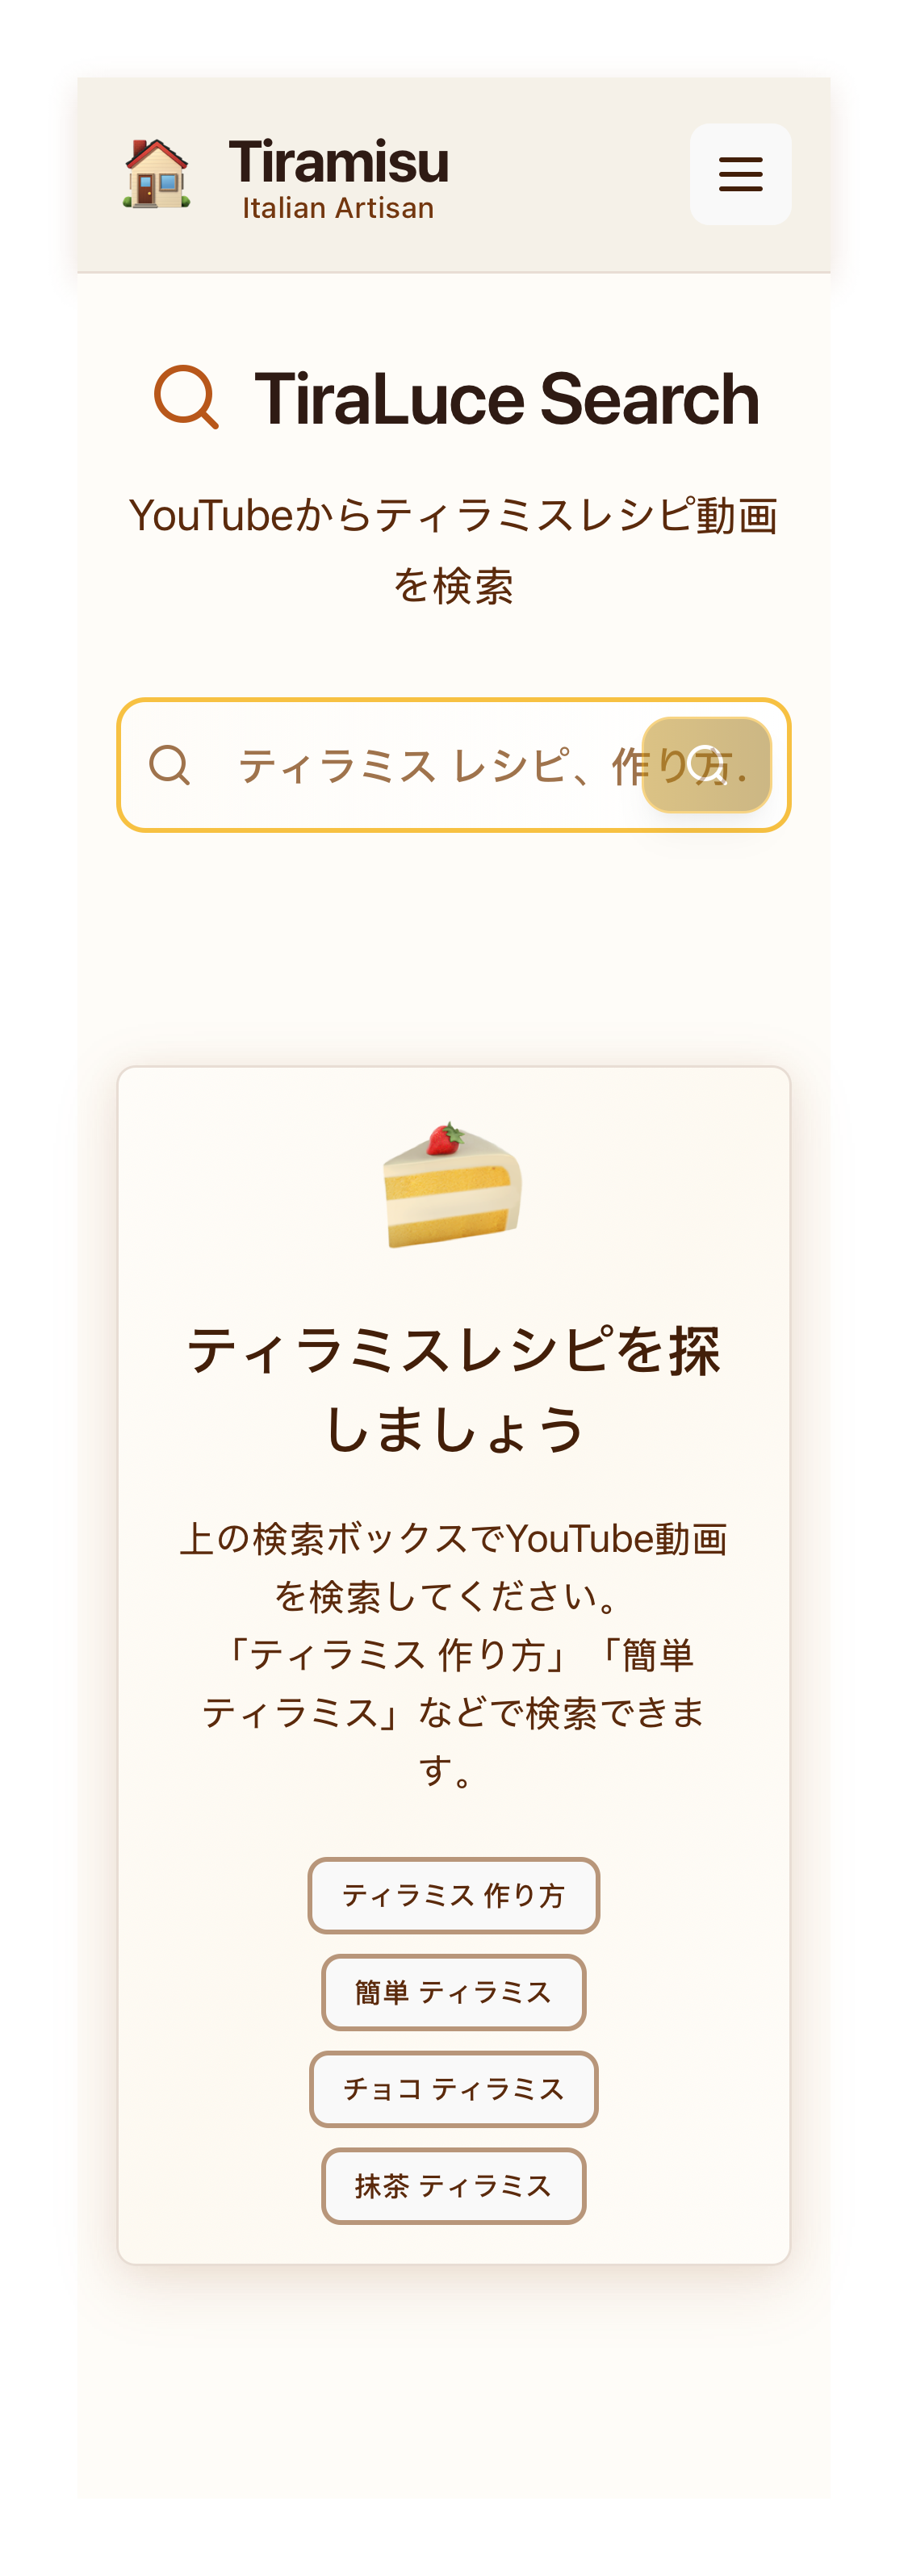 Tiramisu
Italian Artisan
TiraLuce Search
YouTubeからティラミスレシピ動画
を検索
ティラミス レシピ、作り方.
ティラミスレシピを探
しましょう
上の検索ボックスでYouTube動画
を検索してください。
「ティラミス 作り方」「簡単
ティラミス」などで検索できま
す。
ティラミス 作り方
簡単 ティラミス
チョコ ティラミス
抹茶 ティラミス